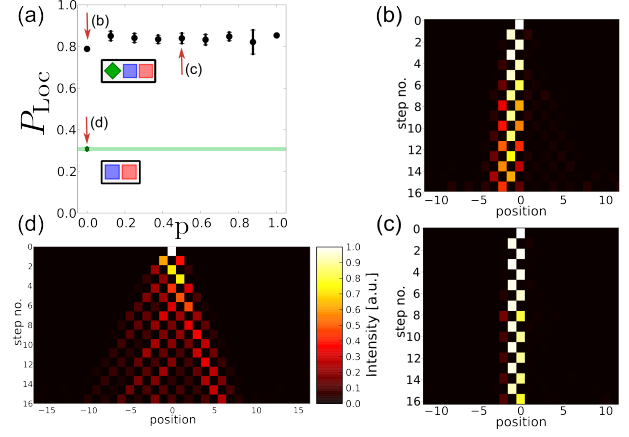 (a)
P_Loc
1.0
0.8
0.6
0.4
0.2
0.0
(b)
(c)
(d)
0.0 0.2 0.4 0.6 0.8 1.0
p
(b)
step no.
0
2
4
6
8
10
12
14
16
−10 −5 0 5 10
position
(d)
step no.
0
2
4
6
8
10
12
14
16
−15 −10 −5 0 5 10 15
position
1.0
0.9
0.8
0.7
0.6
0.5
0.4
0.3
0.2
0.1
0.0
Intensity [a.u.]
(c)
step no.
0
2
4
6
8
10
12
14
16
−10 −5 0 5 10
position